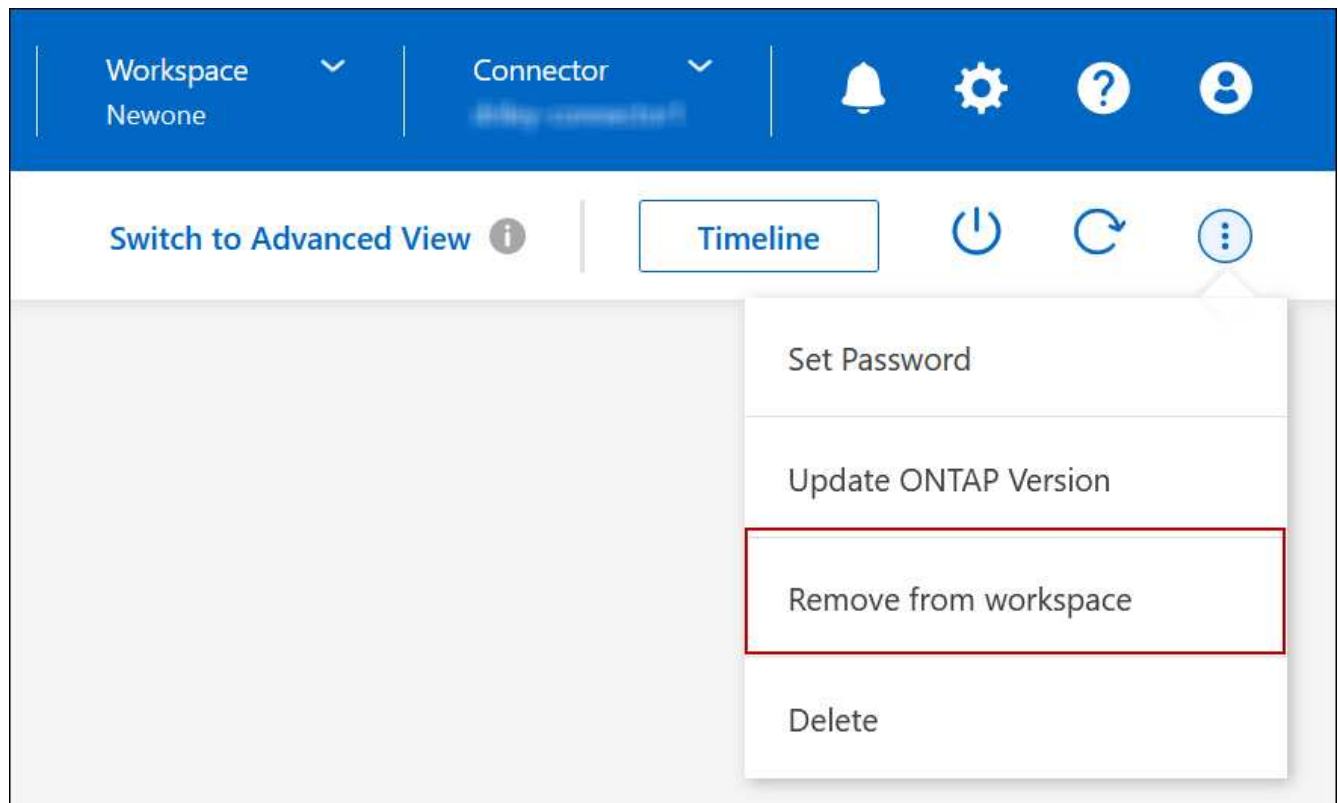 Workspace
Newone
Connector
Switch to Advanced View
Timeline
Set Password
Update ONTAP Version
Remove from workspace
Delete